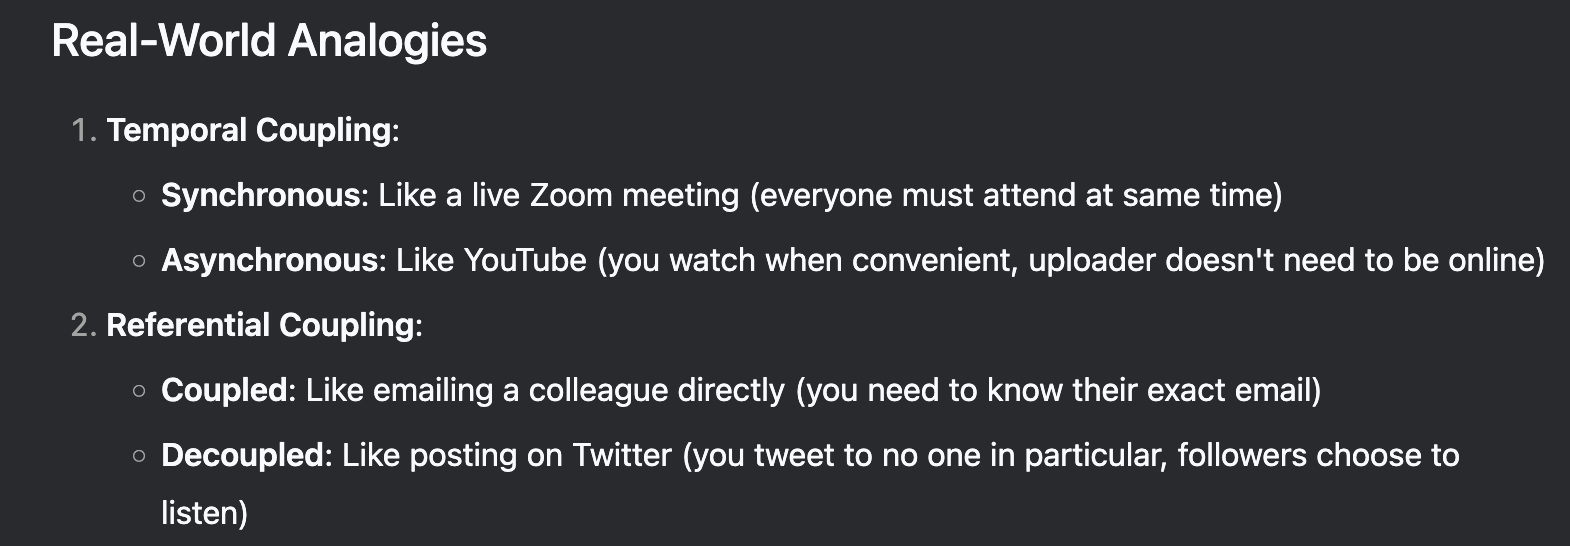 Real-World Analogies
1. Temporal Coupling:
○ Synchronous: Like a live Zoom meeting (everyone must attend at same time)
○ Asynchronous: Like YouTube (you watch when convenient, uploader doesn't need to be online)
2. Referential Coupling:
○ Coupled: Like emailing a colleague directly (you need to know their exact email)
○ Decoupled: Like posting on Twitter (you tweet to no one in particular, followers choose to
listen)